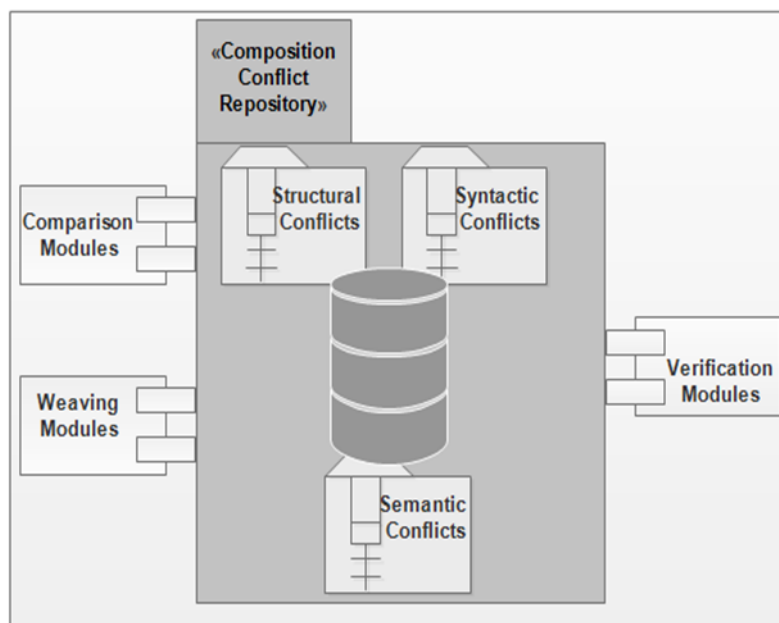 «Composition
Conflict
Repository»
Structural
Conflicts
Syntactic
Conflicts
Comparison
Modules
Weaving
Modules
Verification
Modules
Semantic
Conflicts